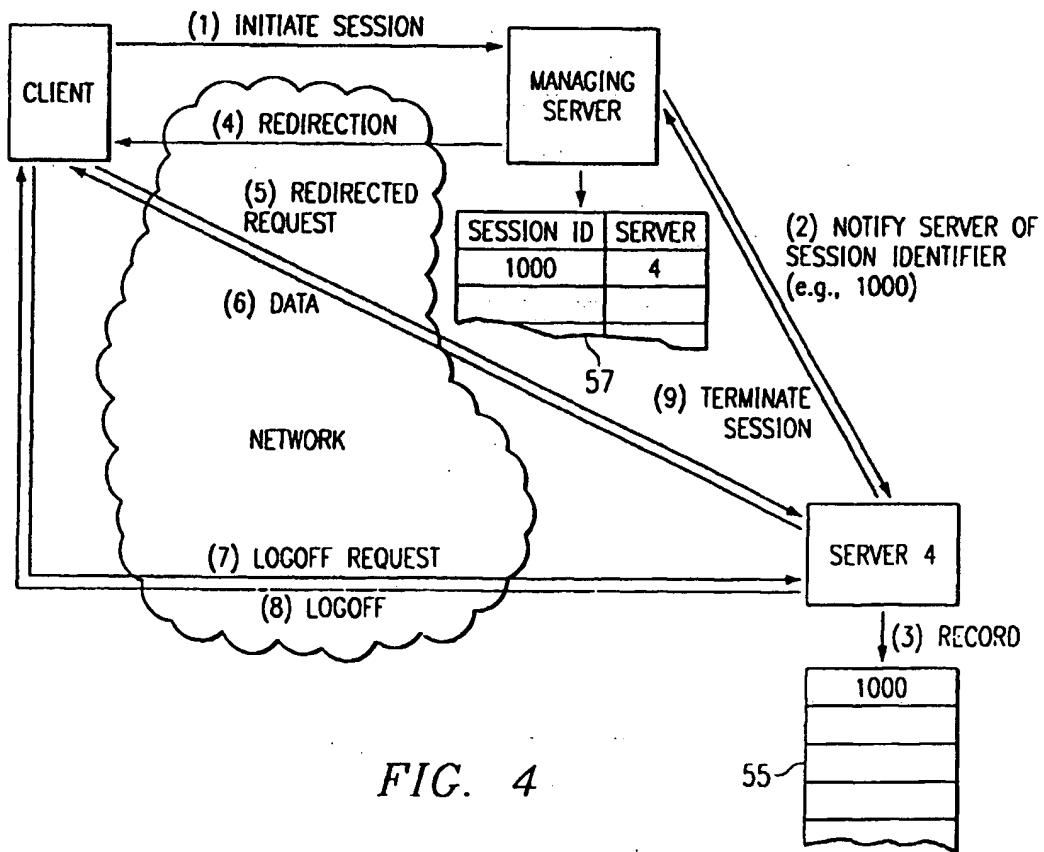 (1) INITIATE SESSION
CLIENT
MANAGING
SERVER
(4) REDIRECTION
(5) REDIRECTED
REQUEST
SESSION ID SERVER
1000 4
(2) NOTIFY SERVER OF
SESSION IDENTIFIER
(e.g., 1000)
(6) DATA
57
(9) TERMINATE
SESSION
NETWORK
SERVER 4
(7) LOGOFF REQUEST
(8) LOGOFF
(3) RECORD
1000
55
FIG. 4